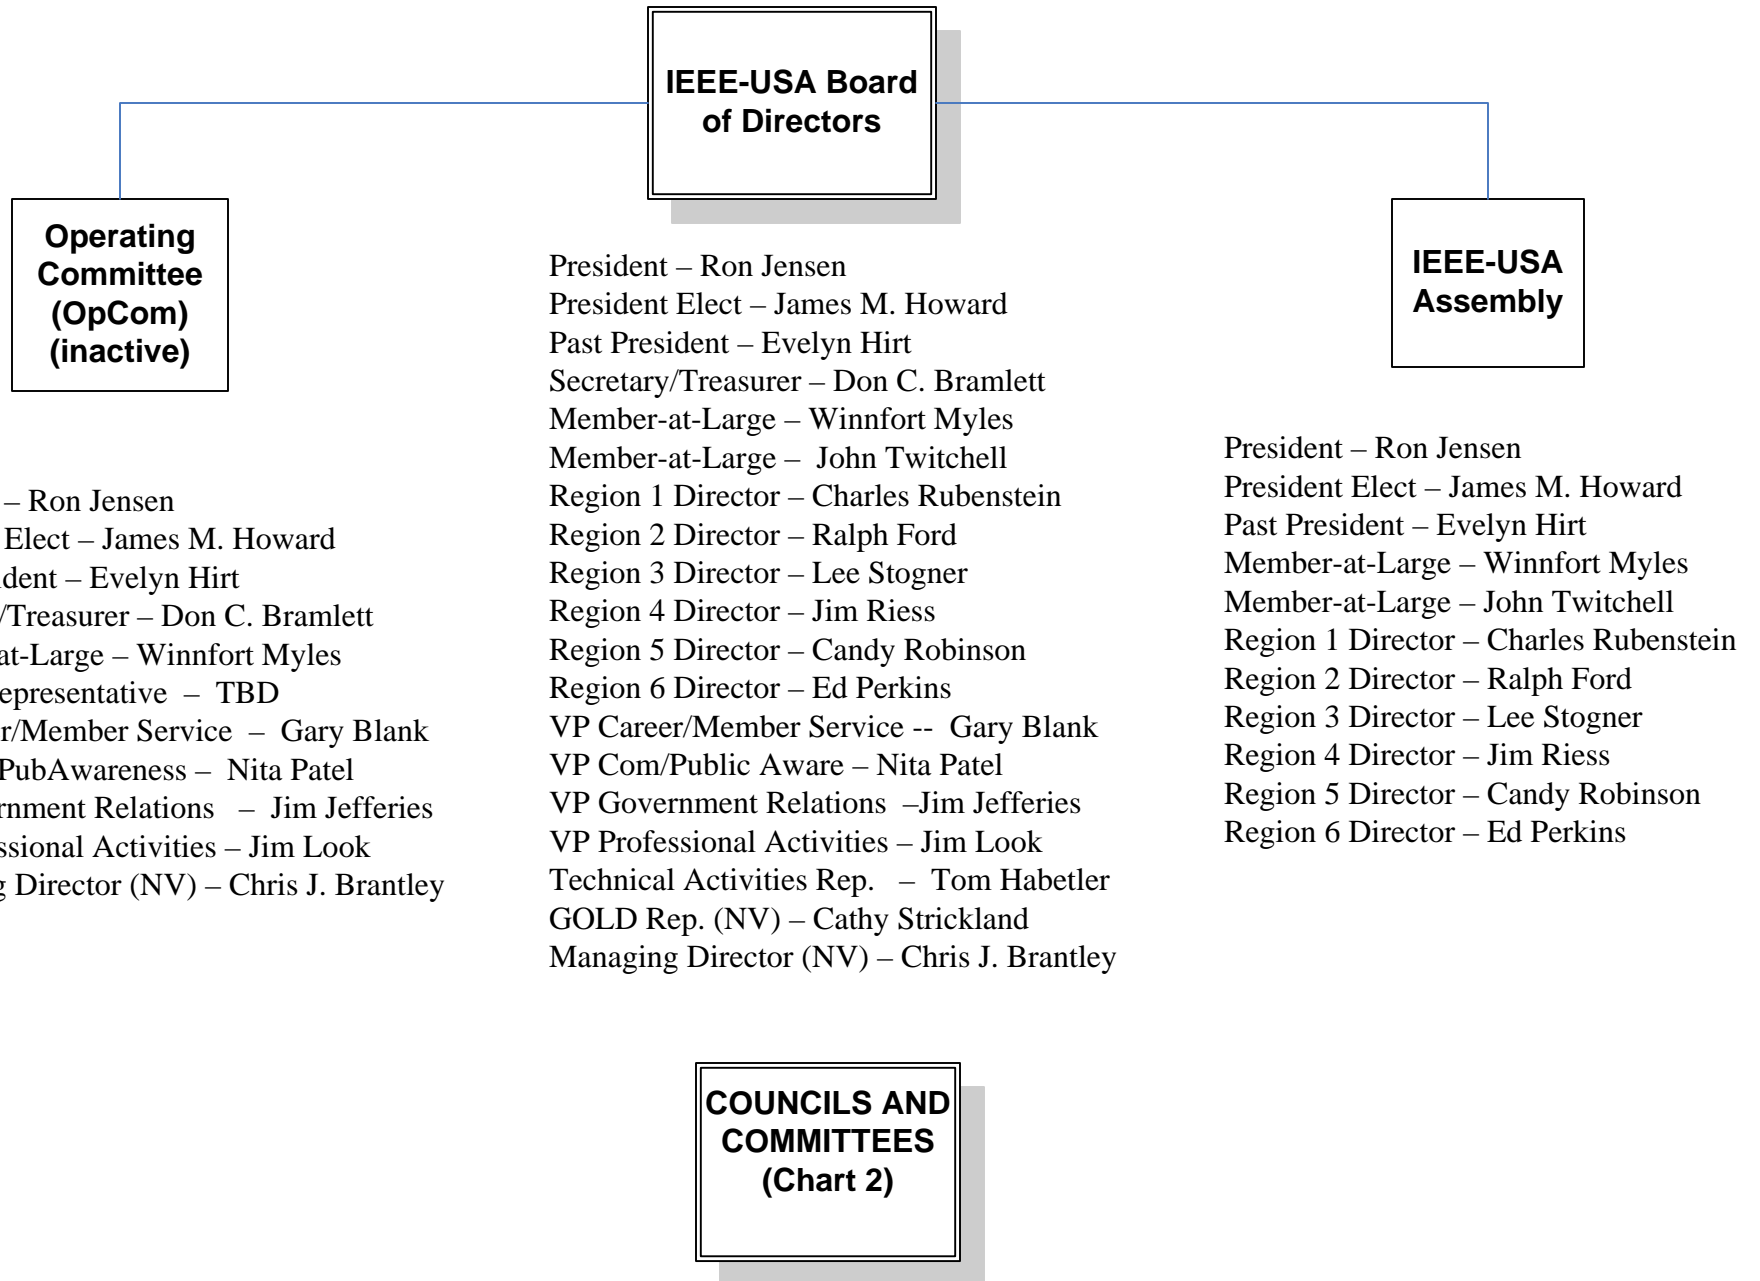 IEEE-USA Board
of Directors
Operating
Committee
(OpCom)
(inactive)
IEEE-USA
Assembly
– Ron Jensen
Elect – James M. Howard
dent – Evelyn Hirt
/Treasurer – Don C. Bramlett
at-Large – Winnfort Myles
epresentative – TBD
r/Member Service – Gary Blank
PubAwareness – Nita Patel
rnment Relations – Jim Jefferies
ssional Activities – Jim Look
g Director (NV) – Chris J. Brantley
President – Ron Jensen
President Elect – James M. Howard
Past President – Evelyn Hirt
Secretary/Treasurer – Don C. Bramlett
Member-at-Large – Winnfort Myles
Member-at-Large – John Twitchell
Region 1 Director – Charles Rubenstein
Region 2 Director – Ralph Ford
Region 3 Director – Lee Stogner
Region 4 Director – Jim Riess
Region 5 Director – Candy Robinson
Region 6 Director – Ed Perkins
VP Career/Member Service -- Gary Blank
VP Com/Public Aware – Nita Patel
VP Government Relations –Jim Jefferies
VP Professional Activities – Jim Look
Technical Activities Rep. – Tom Habetler
GOLD Rep. (NV) – Cathy Strickland
Managing Director (NV) – Chris J. Brantley
President – Ron Jensen
President Elect – James M. Howard
Past President – Evelyn Hirt
Member-at-Large – Winnfort Myles
Member-at-Large – John Twitchell
Region 1 Director – Charles Rubenstein
Region 2 Director – Ralph Ford
Region 3 Director – Lee Stogner
Region 4 Director – Jim Riess
Region 5 Director – Candy Robinson
Region 6 Director – Ed Perkins
COUNCILS AND
COMMITTEES
(Chart 2)